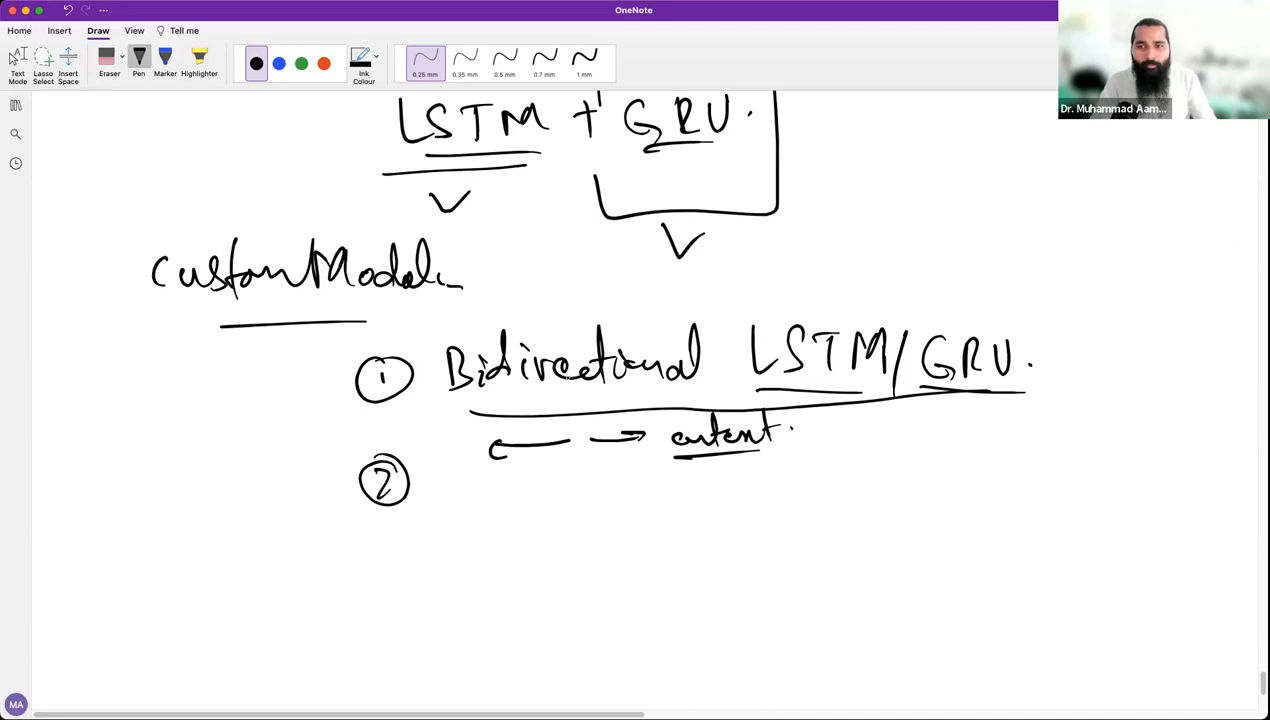 OneNote
Home Insert Draw View Tell me
Text Mode Lasso Select Insert Space Eraser Pen Marker Highlighter Ink Colour 0.25 mm 0.35 mm 0.5 mm 0.7 mm 1 mm
Dr. Muhammad Aam...
LSTM + GRU.
Custom Model
① Bidirectional LSTM/GRU.
← → context.
②
MA